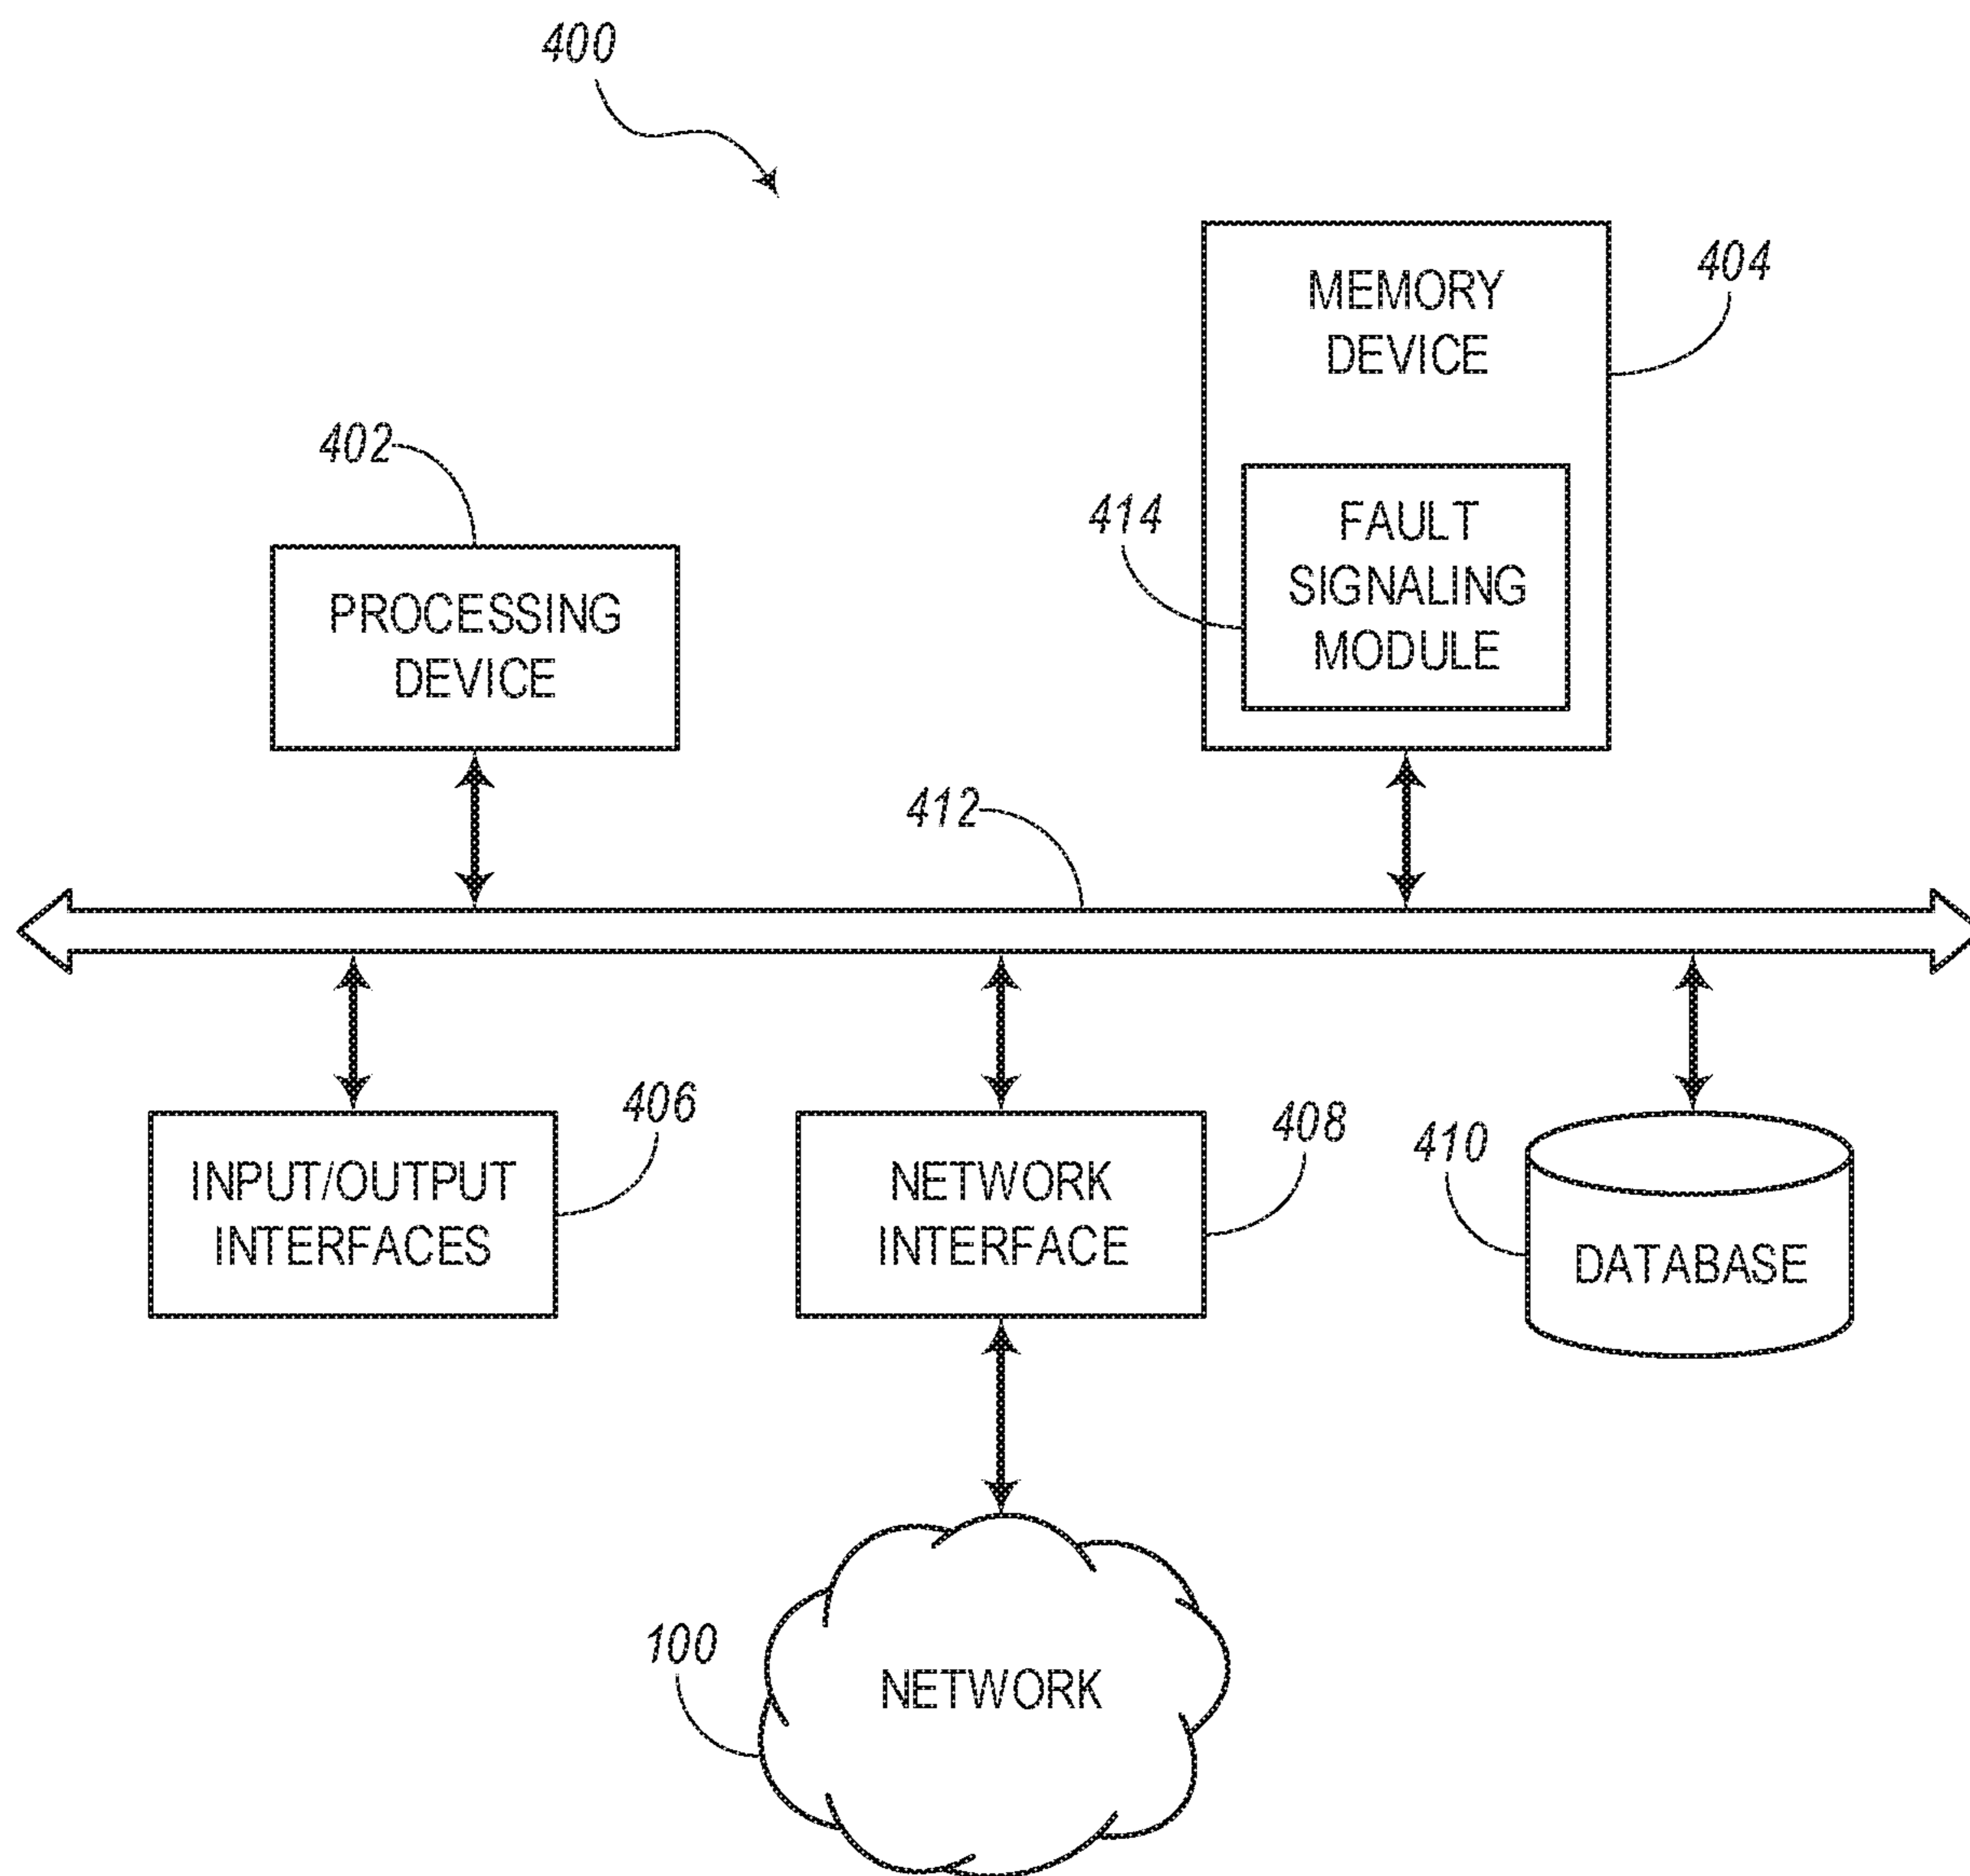 400
MEMORY
DEVICE
404
402
414
FAULT
SIGNALING
MODULE
PROCESSING
DEVICE
412
406
408
410
INPUT/OUTPUT
INTERFACES
NETWORK
INTERFACE
DATABASE
100
NETWORK